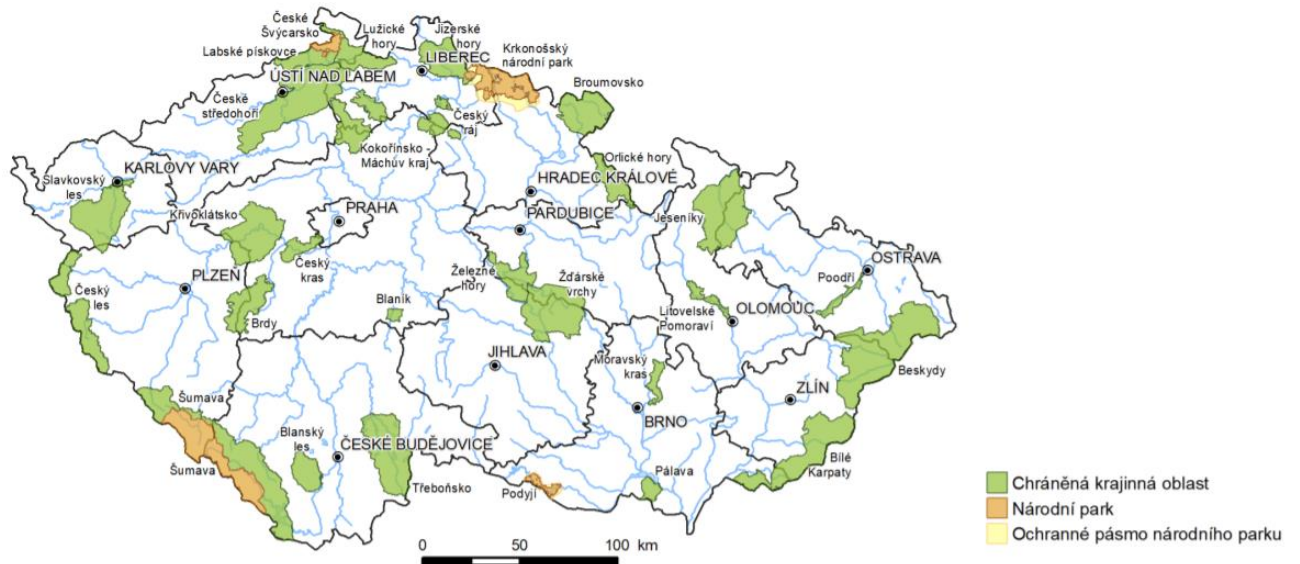 České
Švýcarsko
Lužické
hory
Jizerské
hory
Labské pískovce
LIBEREC
Krkonošský
národní park
ÚSTÍ NAD LABEM
Broumovsko
České
středohoří
Český
ráj
Kokořínsko -
Máchův kraj
Orlické hory
KARLOVY VARY
Slavkovský
les
HRADEC KRÁLOVÉ
Křivoklátsko
PRAHA
PARDUBICE
Jeseníky
Český
kras
OSTRAVA
Poodří
PLZEŇ
Železné
hory
Žďárské
vrchy
Český
les
Blaník
Brdy
Litovelské
Pomoraví
OLOMOUC
JIHLAVA
Moravský
kras
Beskydy
ZLÍN
Šumava
BRNO
Blanský
les
ČESKÉ BUDĚJOVICE
Šumava
Bílé
Karpaty
Pálava
Třeboňsko
Podyjí
Chráněná krajinná oblast
Národní park
Ochranné pásmo národního parku
0 50 100 km